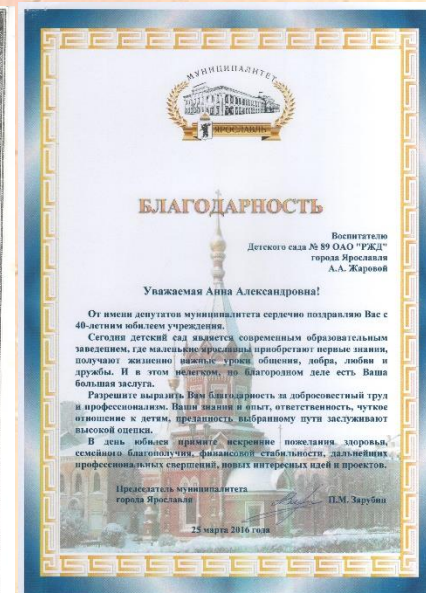 МУНИЦИПАЛИТЕТ
ЯРОСЛАВЛЬ
БЛАГОДАРНОСТЬ
Воспитателю
Детского сада № 89 ОАО "РЖД"
города Ярославля
А.А. Жаровой
Уважаемая Анна Александровна!
От имени депутатов муниципалитета сердечно поздравляю Вас с
40-летним юбилеем учреждения.
Сегодня детский сад является современным образовательным
заведением, где маленькие ярославцы приобретают первые знания,
получают жизненно важные уроки общения, добра, любви и
дружбы. И в этом нелегком, но благородном деле есть Ваша
большая заслуга.
Разрешите выразить Вам благодарность за добросовестный труд
и профессионализм. Ваши знания и опыт, ответственность, чуткое
отношение к детям, преданность выбранному пути заслуживают
высокой оценки.
В день юбилея примите искренние пожелания здоровья,
семейного благополучия, финансовой стабильности, дальнейших
профессиональных свершений, новых интересных идей и проектов.
Председатель муниципалитета
города Ярославля П.М. Зарубин
25 марта 2016 года